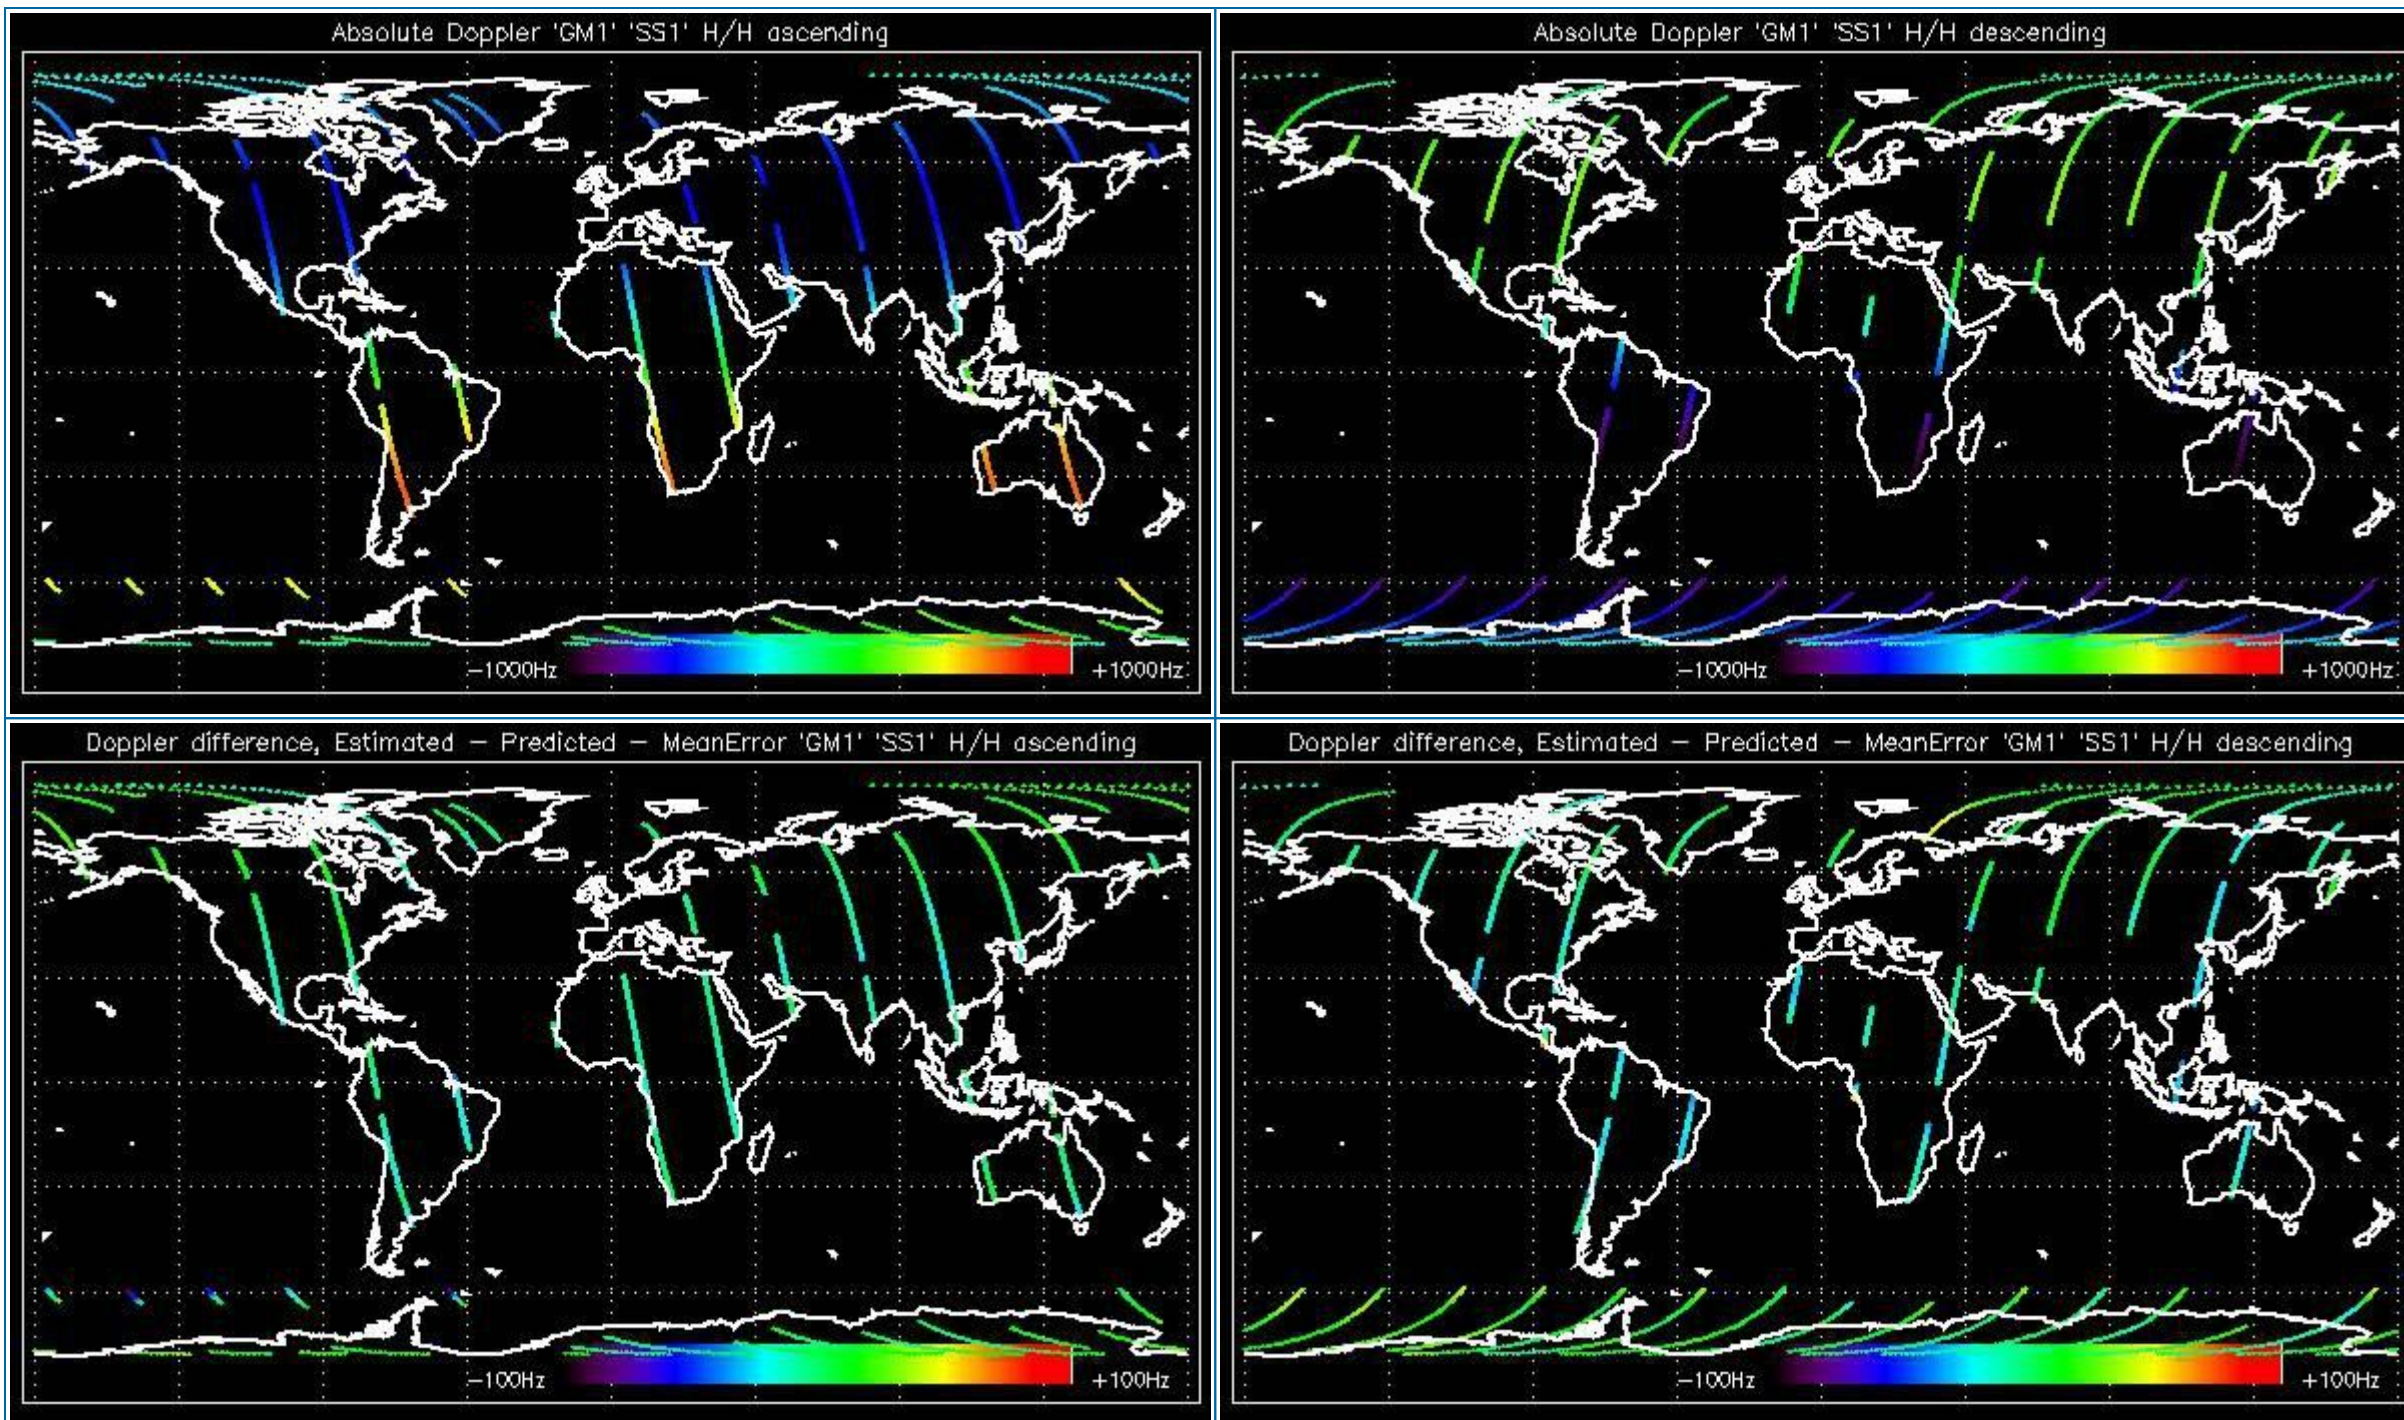 Absolute Doppler 'GM1' 'SS1' H/H ascending
-1000Hz
+1000Hz
Absolute Doppler 'GM1' 'SS1' H/H descending
-1000Hz
+1000Hz
Doppler difference, Estimated - Predicted - MeanError 'GM1' 'SS1' H/H ascending
-100Hz
+100Hz
Doppler difference, Estimated - Predicted - MeanError 'GM1' 'SS1' H/H descending
-100Hz
+100Hz